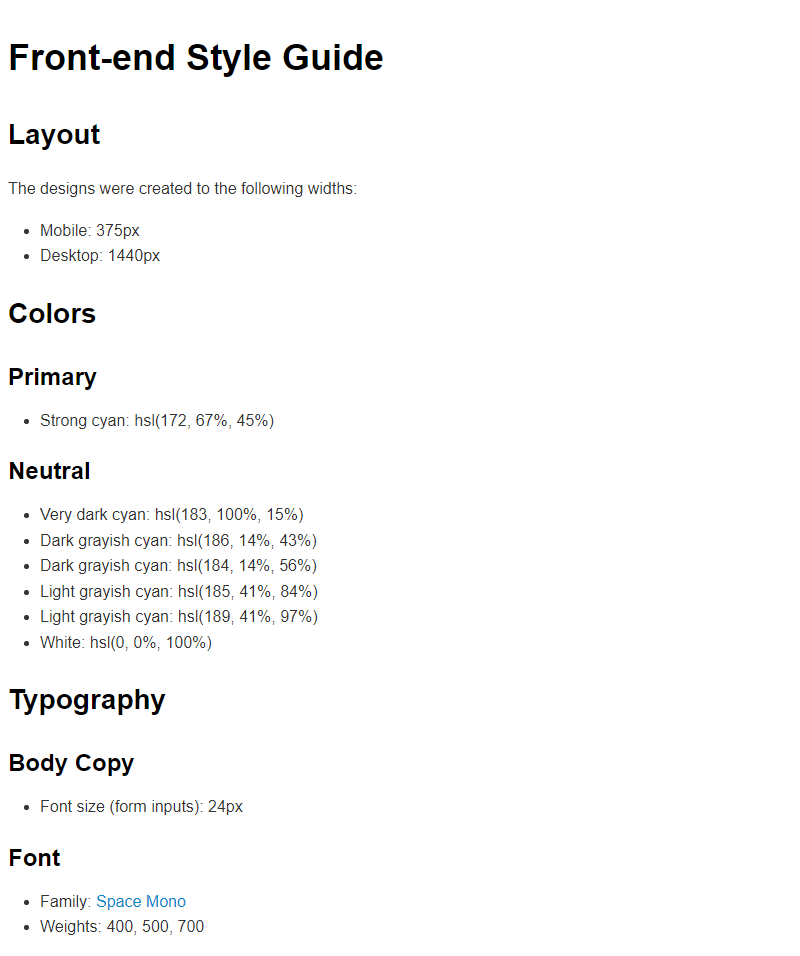 Front-end Style Guide
Layout
The designs were created to the following widths:
Mobile: 375px
Desktop: 1440px
Colors
Primary
Strong cyan: hsl(172, 67%, 45%)
Neutral
Very dark cyan: hsl(183, 100%, 15%)
Dark grayish cyan: hsl(186, 14%, 43%)
Dark grayish cyan: hsl(184, 14%, 56%)
Light grayish cyan: hsl(185, 41%, 84%)
Light grayish cyan: hsl(189, 41%, 97%)
White: hsl(0, 0%, 100%)
Typography
Body Copy
Font size (form inputs): 24px
Font
Family: Space Mono
Weights: 400, 500, 700